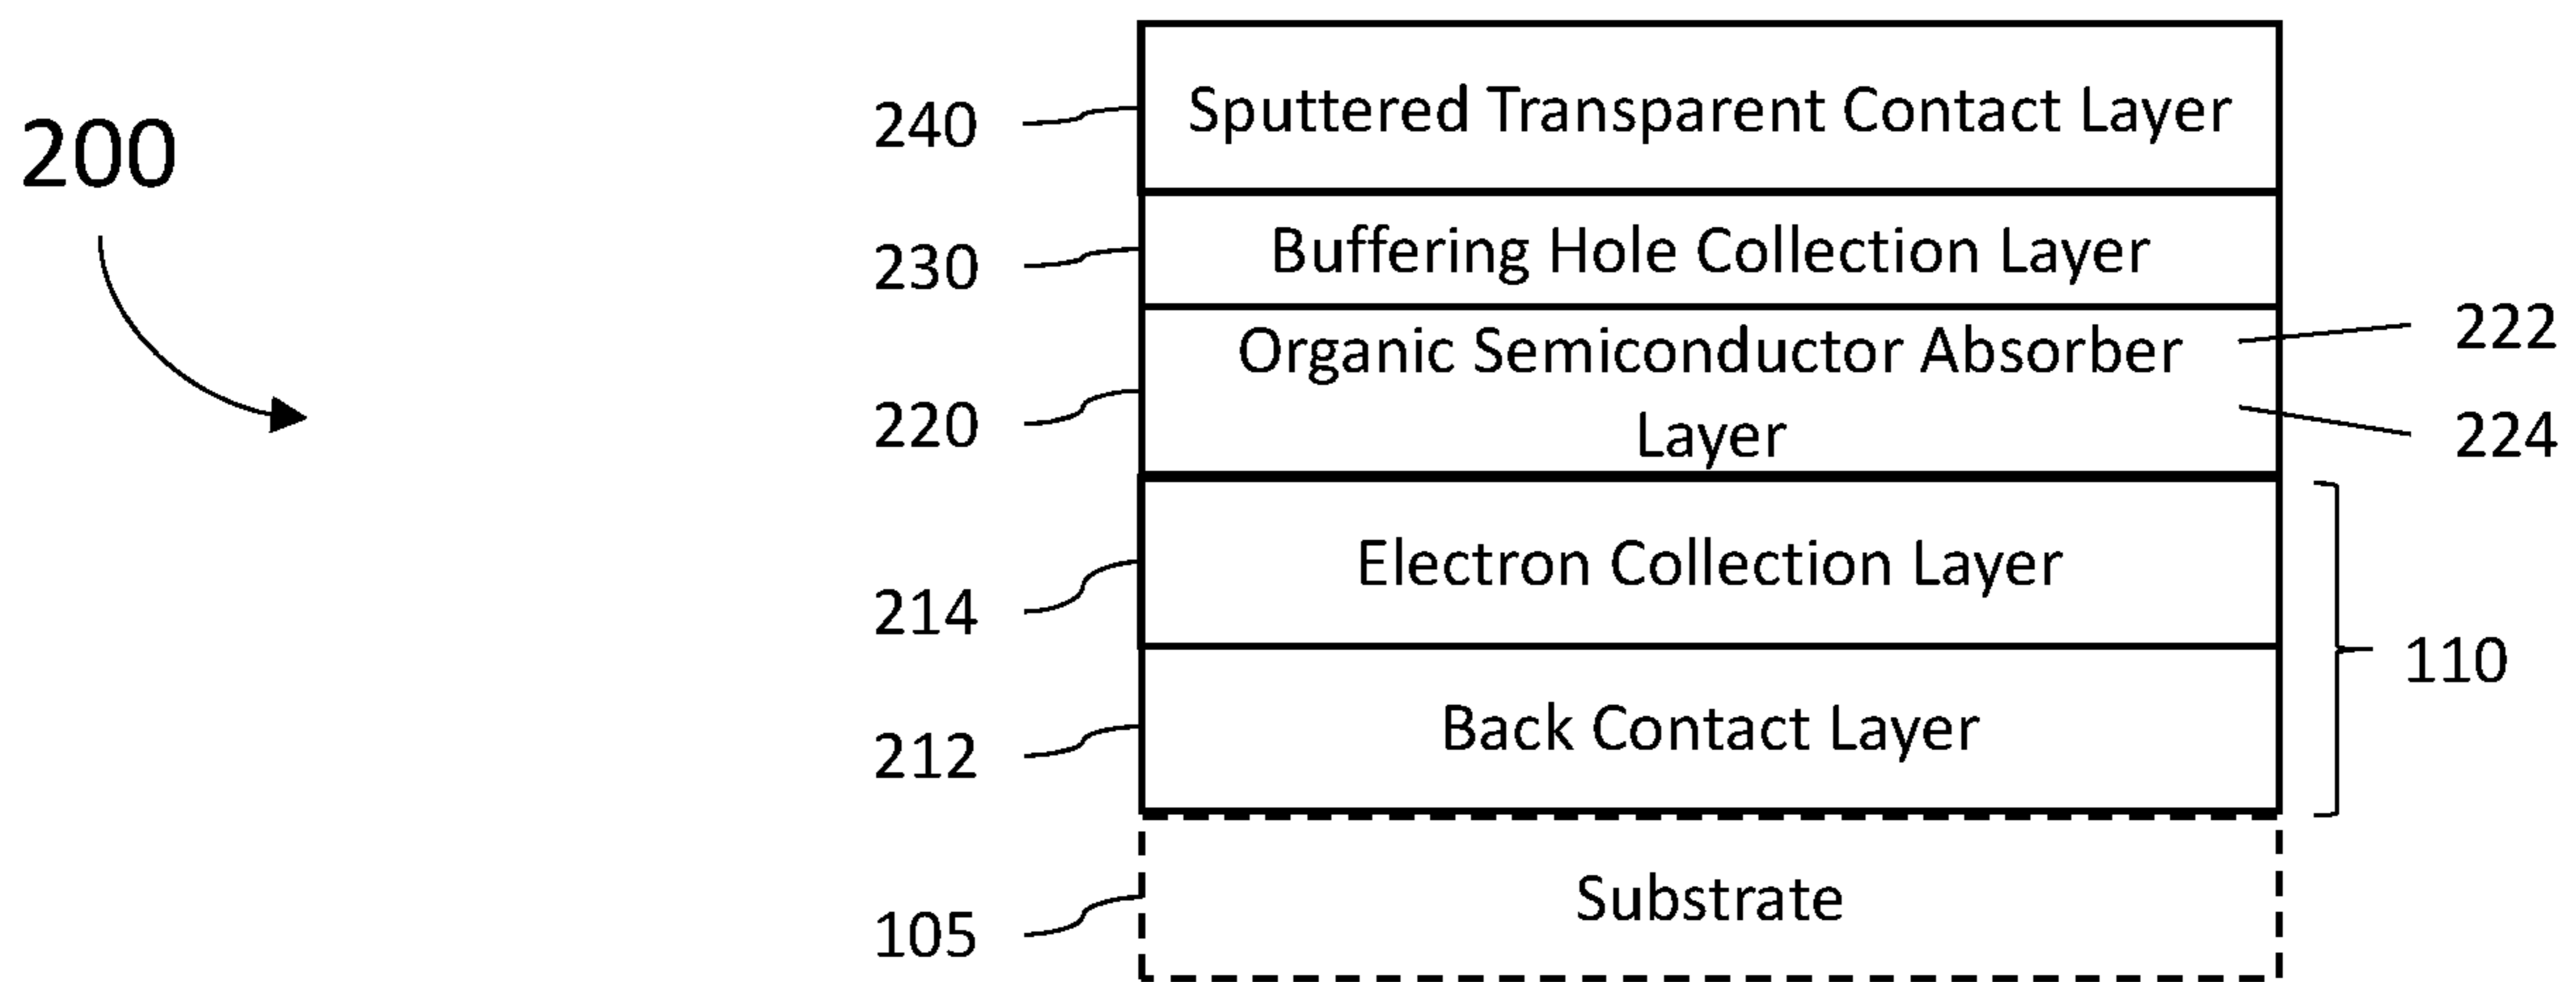 200
240 Sputtered Transparent Contact Layer
230 Buffering Hole Collection Layer
220 Organic Semiconductor Absorber 222
Layer 224
214 Electron Collection Layer
110
212 Back Contact Layer
105 Substrate